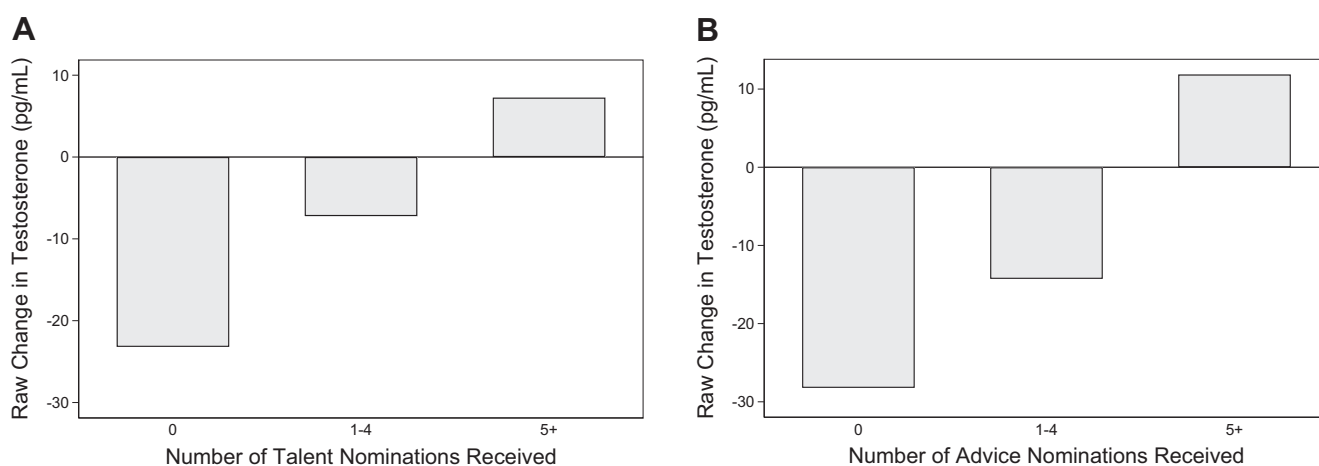 A
Raw Change in Testosterone (pg/mL)
10
0
-10
-20
-30
0 1-4 5+
Number of Talent Nominations Received
B
Raw Change in Testosterone (pg/mL)
10
0
-10
-20
-30
0 1-4 5+
Number of Advice Nominations Received